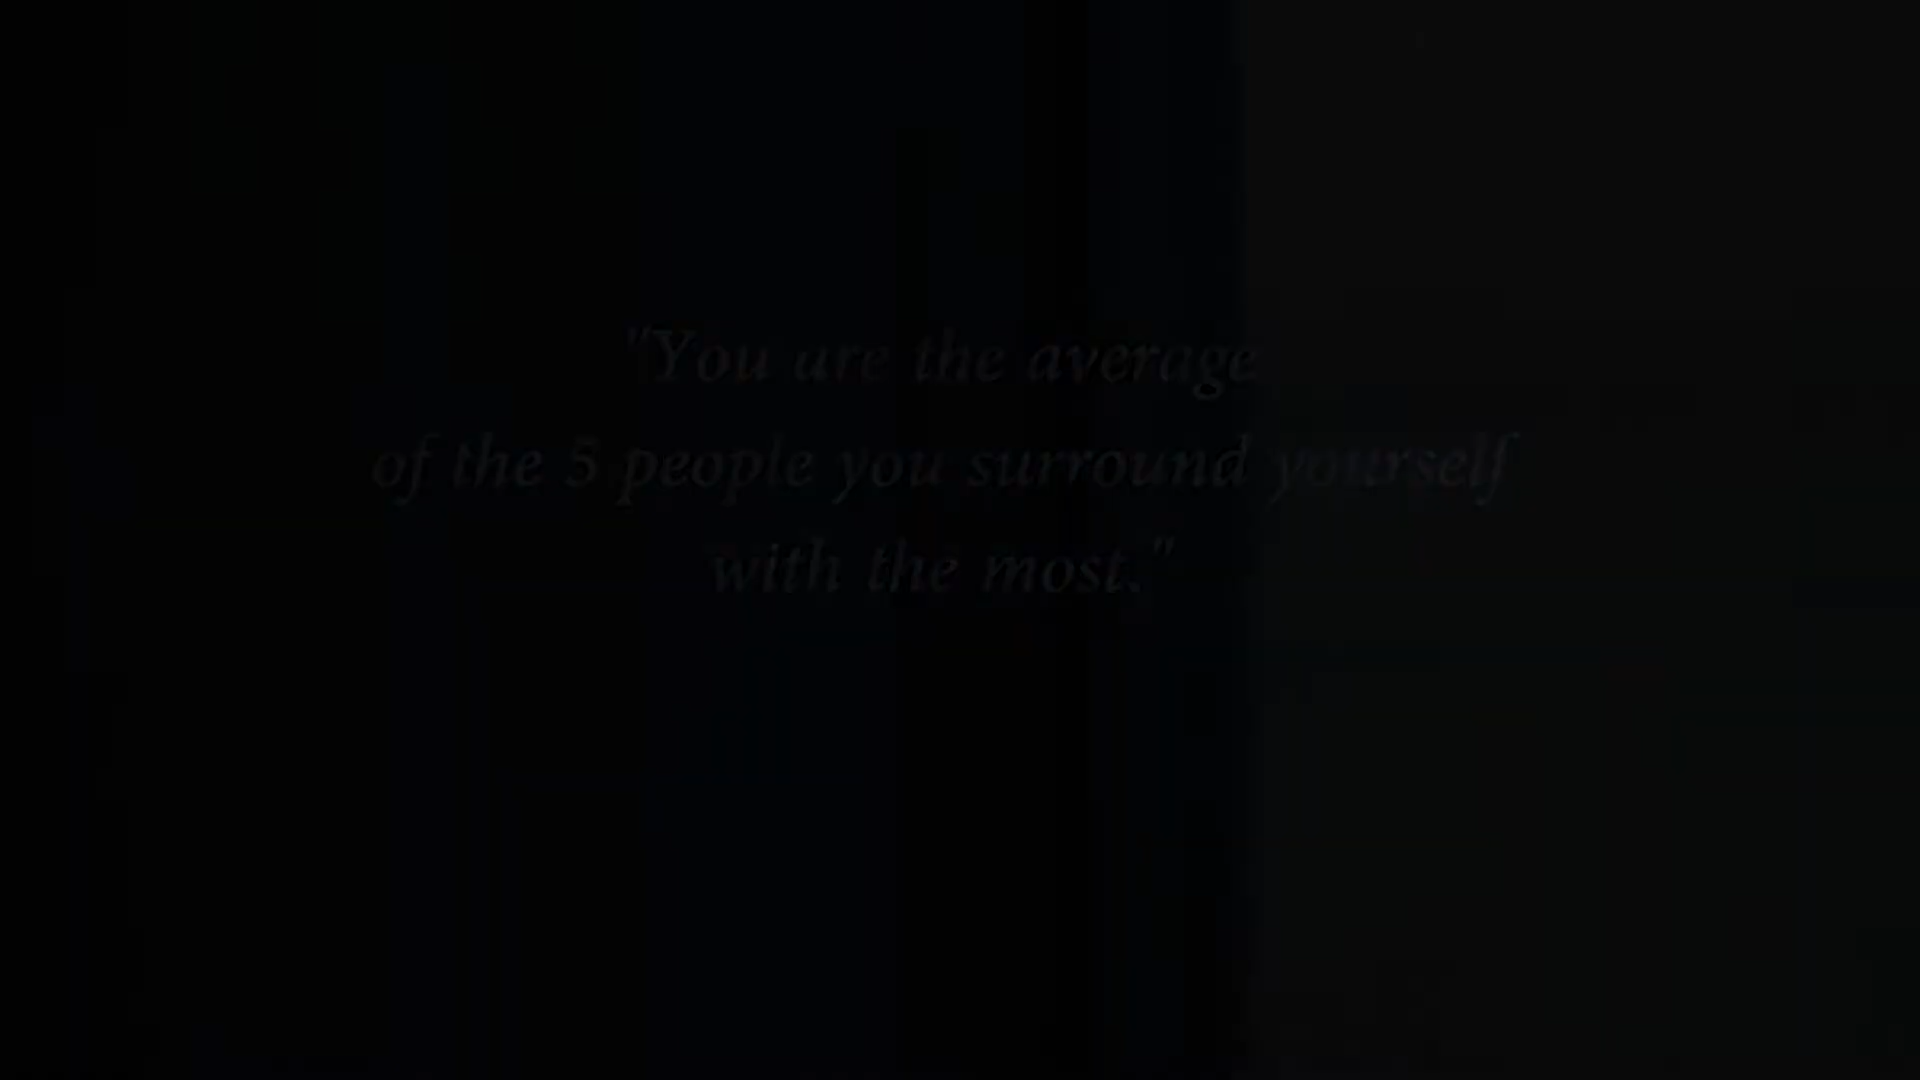 "You are the average
of the 5 people you surround yourself
with the most."